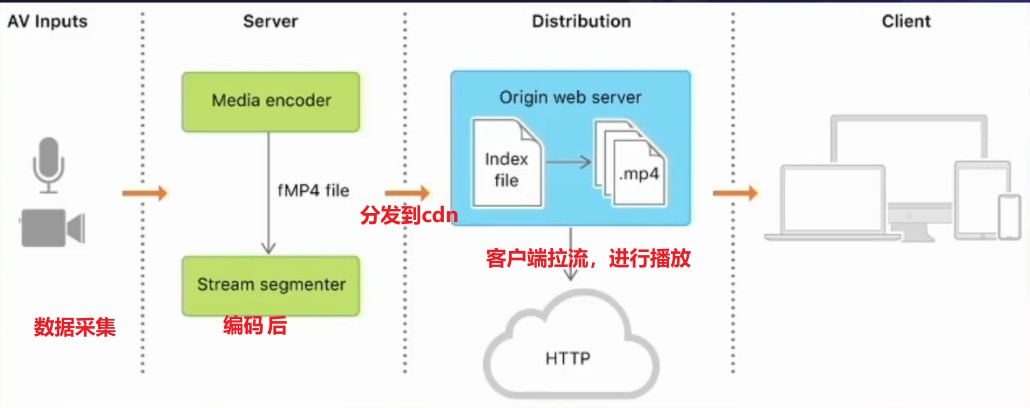 AV Inputs
Server
Distribution
Client
Media encoder
fMP4 file
Stream segmenter
Origin web server
Index
file
.mp4
分发到cdn
客户端拉流，进行播放
数据采集
编码后
HTTP